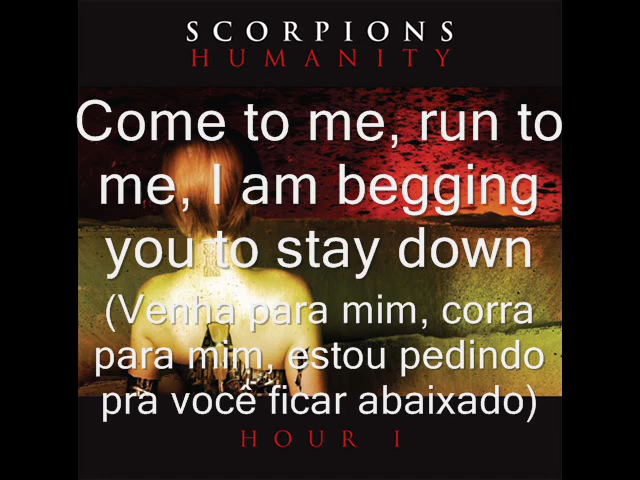 SCORPIONS
HUMANITY
Come to me, run to
me, I am begging
you to stay down
(Venha para mim, corra
para mim, estou pedindo
pra você ficar abaixado)
HOUR I